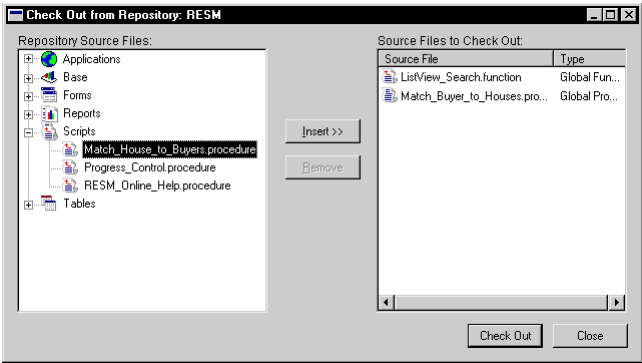 Check Out from Repository: RESM
Repository Source Files:
Applications
Base
Forms
Reports
Scripts
Match_House_to_Buyers.procedure
Progress_Control.procedure
RESM_Online_Help.procedure
Tables
Insert >>
Remove
Source Files to Check Out:
Source File Type
ListView_Search.function Global Fun...
Match_Buyer_to_Houses.pro... Global Pro...
Check Out Close